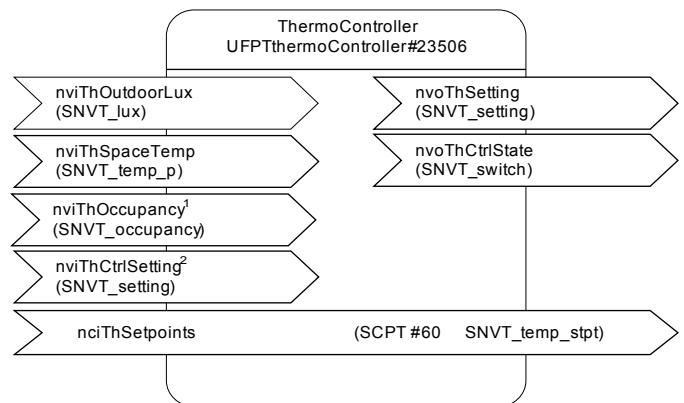 ThermoController
UFPTthermoController#23506
nviThOutdoorLux
(SNVT_lux)
nvoThSetting
(SNVT_setting)
nviThSpaceTemp
(SNVT_temp_p)
nvoThCtrlState
(SNVT_switch)
nviThOccupancy1
(SNVT_occupancy)
nviThCtrlSetting2
(SNVT_setting)
nciThSetpoints (SCPT #60 SNVT_temp_stpt)